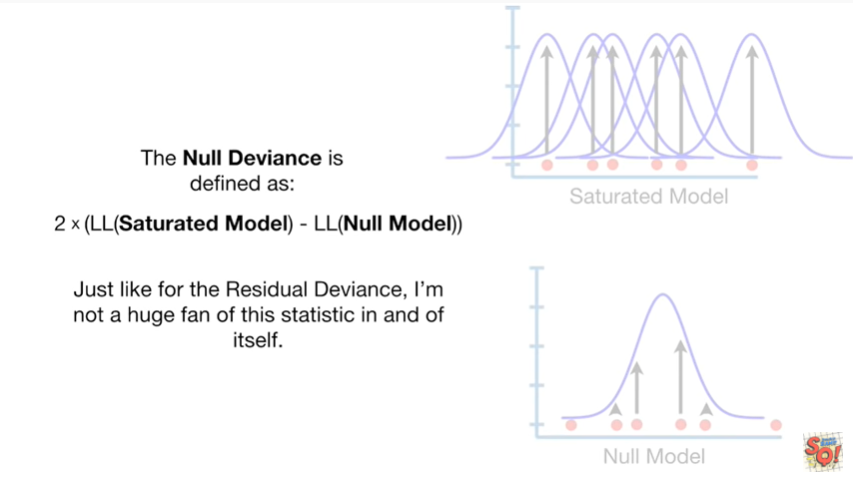 The Null Deviance is
defined as:
2 x (LL(Saturated Model) - LL(Null Model))
Just like for the Residual Deviance, I'm
not a huge fan of this statistic in and of
itself.
Saturated Model
Null Model
SQ!